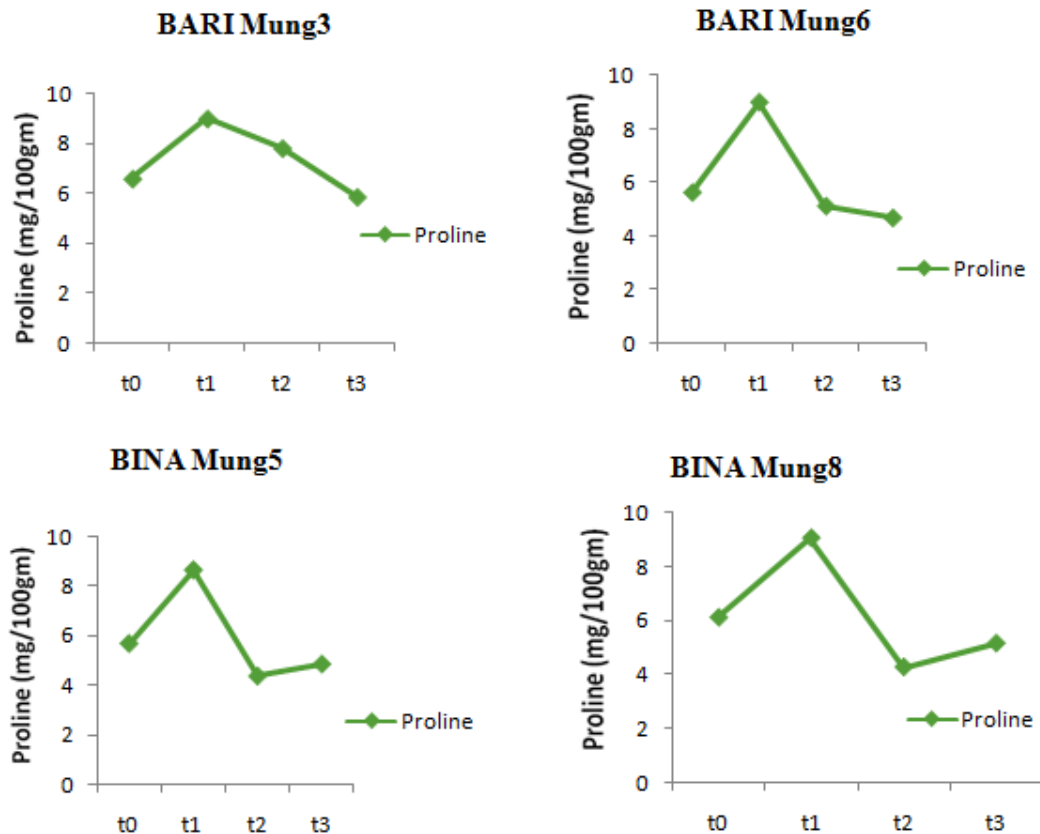 BARI Mung3
Proline (mg/100gm)
10
8
6
4
2
0
t0 t1 t2 t3
Proline
BARI Mung6
Proline (mg/100gm)
10
8
6
4
2
0
t0 t1 t2 t3
Proline
BINA Mung5
Proline (mg/100gm)
10
8
6
4
2
0
t0 t1 t2 t3
Proline
BINA Mung8
Proline (mg/100gm)
10
8
6
4
2
0
t0 t1 t2 t3
Proline